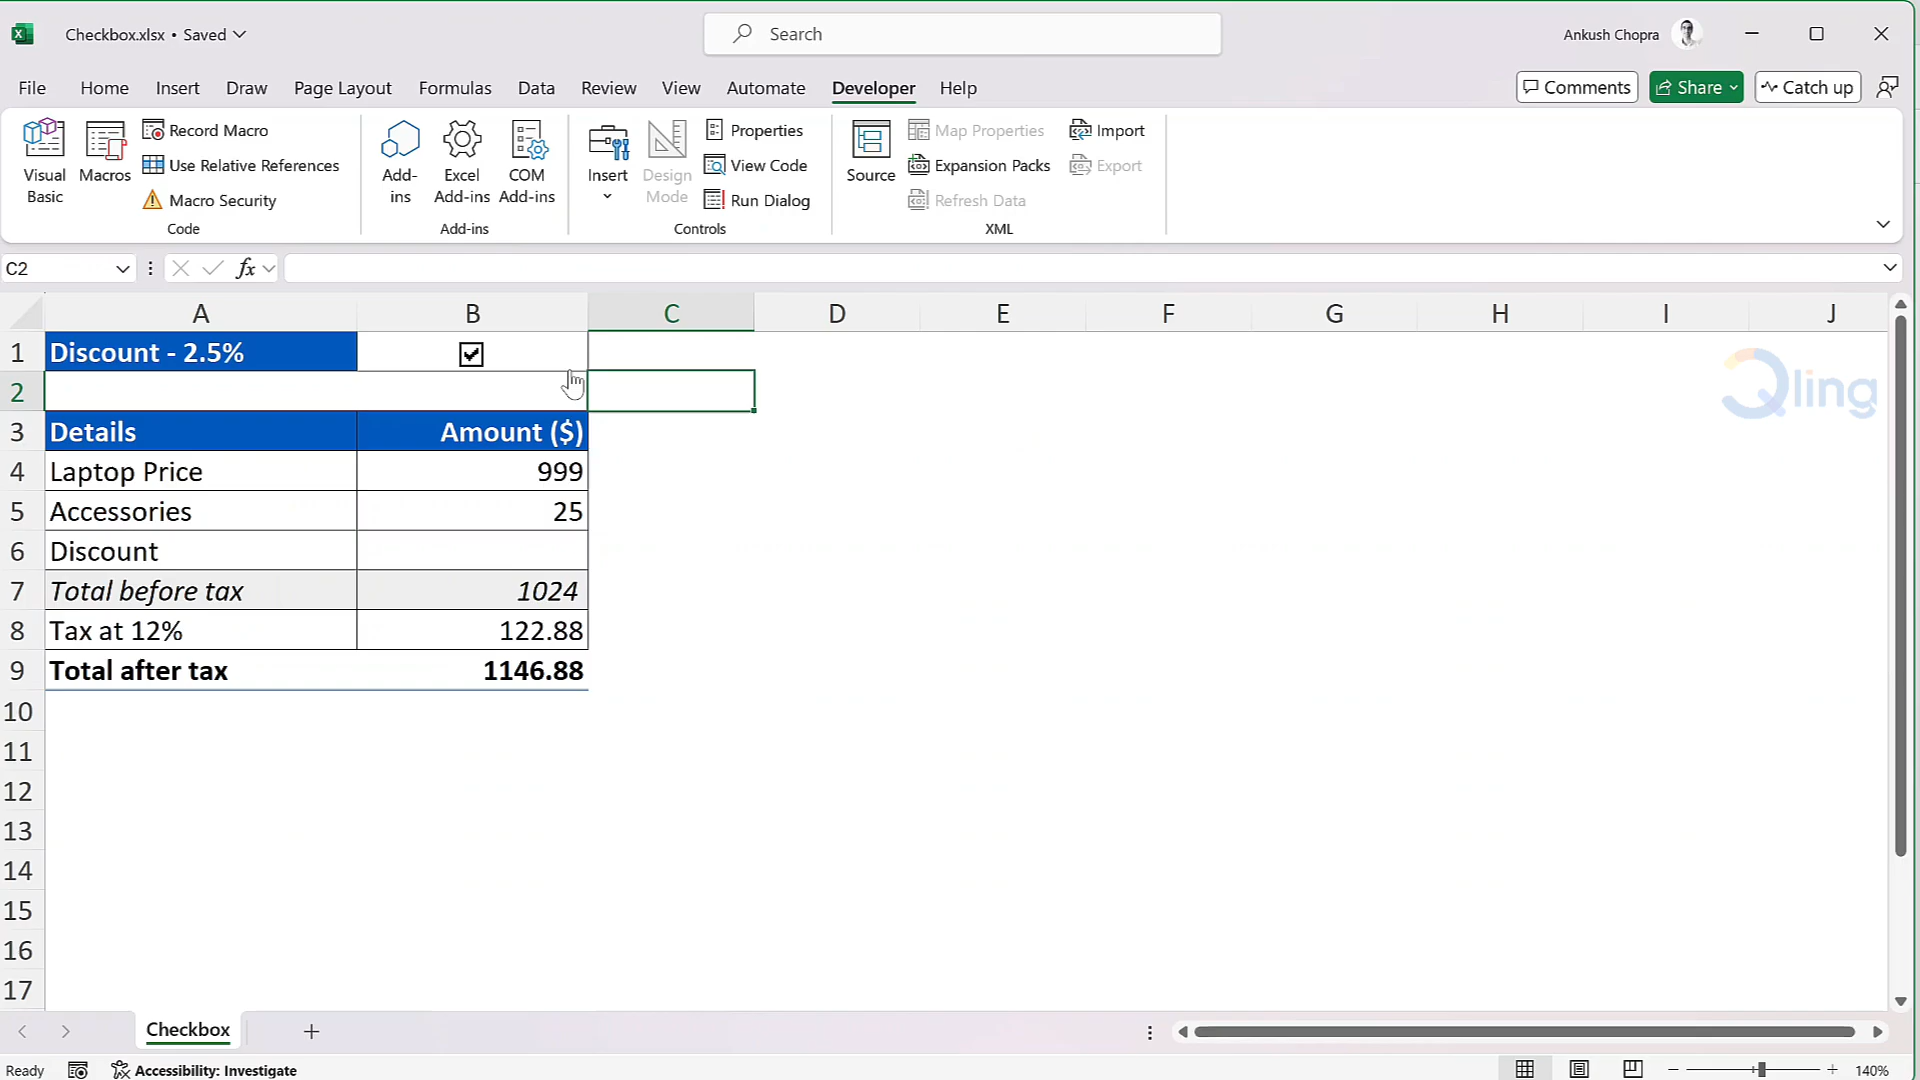 Checkbox.xlsx • Saved
Search
Ankush Chopra
File Home Insert Draw Page Layout Formulas Data Review View Automate Developer Help
Comments Share Catch up
Visual Basic
Macros
Record Macro
Use Relative References
Macro Security
Code
Add-ins
Excel Add-ins
COM Add-ins
Add-ins
Insert
Design Mode
Properties
View Code
Run Dialog
Controls
Source
Map Properties
Expansion Packs
Refresh Data
Import
Export
XML
C2 fx
A B C D E F G H I J
1 Discount - 2.5%
2
3 Details Amount ($)
4 Laptop Price 999
5 Accessories 25
6 Discount
7 Total before tax 1024
8 Tax at 12% 122.88
9 Total after tax 1146.88
10
11
12
13
14
15
16
17
Qling
Checkbox
Ready Accessibility: Investigate 140%